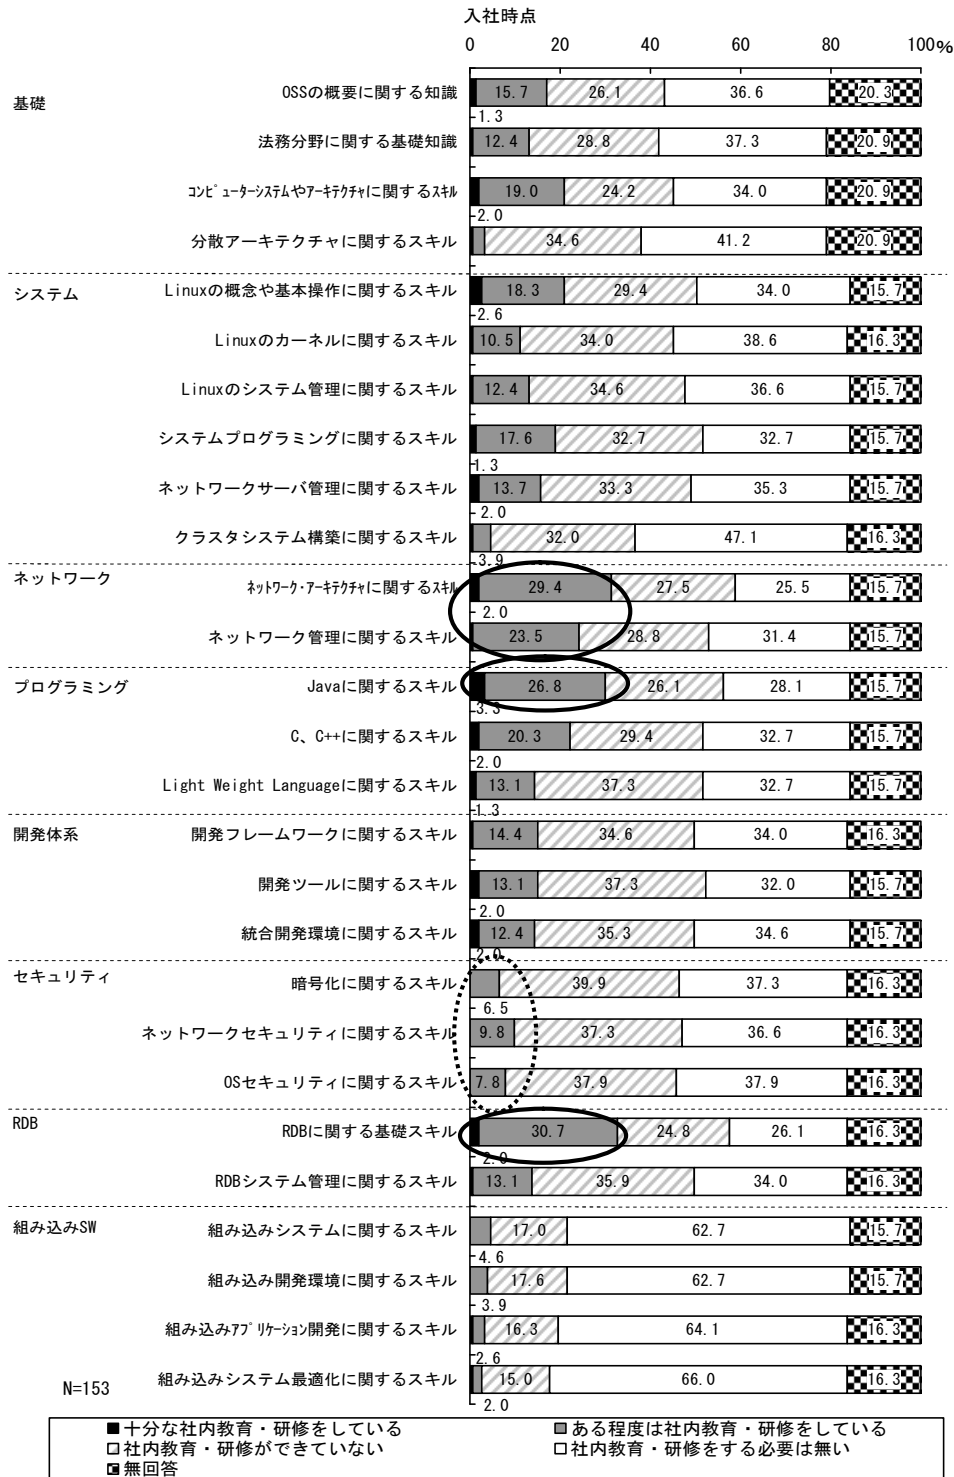 入社時点
0 20 40 60 80 100%
基礎
OSSの概要に関する知識 15.7 26.1 36.6 20.3
1.3
法務分野に関する基礎知識 12.4 28.8 37.3 20.9
コンピューターシステムやアーキテクチャに関するスキル 19.0 24.2 34.0 20.9
2.0
分散アーキテクチャに関するスキル 34.6 41.2 20.9
システム
Linuxの概念や基本操作に関するスキル 18.3 29.4 34.0 15.7
2.6
Linuxのカーネルに関するスキル 10.5 34.0 38.6 16.3
Linuxのシステム管理に関するスキル 12.4 34.6 36.6 15.7
システムプログラミングに関するスキル 17.6 32.7 32.7 15.7
1.3
ネットワークサーバ管理に関するスキル 13.7 33.3 35.3 15.7
2.0
クラスタシステム構築に関するスキル 32.0 47.1 16.3
3.9
ネットワーク
ネットワーク・アーキテクチャに関するスキル 29.4 27.5 25.5 15.7
2.0
ネットワーク管理に関するスキル 23.5 28.8 31.4 15.7
プログラミング
Javaに関するスキル 26.8 26.1 28.1 15.7
3.3
C、C++に関するスキル 20.3 29.4 32.7 15.7
2.0
Light Weight Languageに関するスキル 13.1 37.3 32.7 15.7
1.3
開発体系
開発フレームワークに関するスキル 14.4 34.6 34.0 16.3
開発ツールに関するスキル 13.1 37.3 32.0 15.7
2.0
統合開発環境に関するスキル 12.4 35.3 34.6 15.7
2.0
セキュリティ
暗号化に関するスキル 39.9 37.3 16.3
6.5
ネットワークセキュリティに関するスキル 9.8 37.3 36.6 16.3
OSセキュリティに関するスキル 7.8 37.9 37.9 16.3
RDB
RDBに関する基礎スキル 30.7 24.8 26.1 16.3
2.0
RDBシステム管理に関するスキル 13.1 35.9 34.0 16.3
組み込みSW
組み込みシステムに関するスキル 17.0 62.7 15.7
4.6
組み込み開発環境に関するスキル 17.6 62.7 15.7
3.9
組み込みアプリケーション開発に関するスキル 16.3 64.1 16.3
2.6
組み込みシステム最適化に関するスキル 15.0 66.0 16.3
2.0
N=153
十分な社内教育・研修をしている ある程度は社内教育・研修をしている
社内教育・研修ができていない 社内教育・研修をする必要は無い
無回答